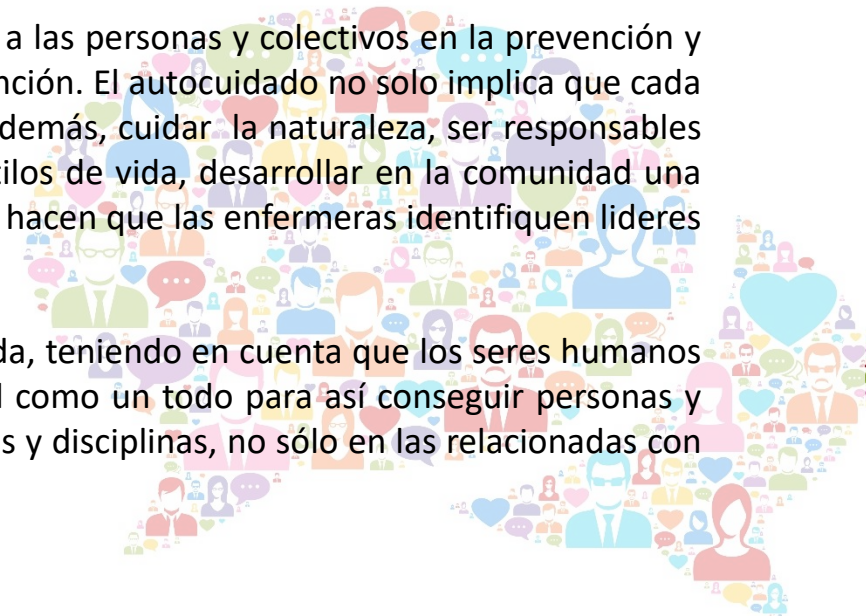 a las personas y colectivos en la prevención y
nción. El autocuidado no solo implica que cada
demás, cuidar la naturaleza, ser responsables
tilos de vida, desarrollar en la comunidad una
hacen que las enfermeras identifiquen lideres
da, teniendo en cuenta que los seres humanos
l como un todo para así conseguir personas y
s y disciplinas, no sólo en las relacionadas con